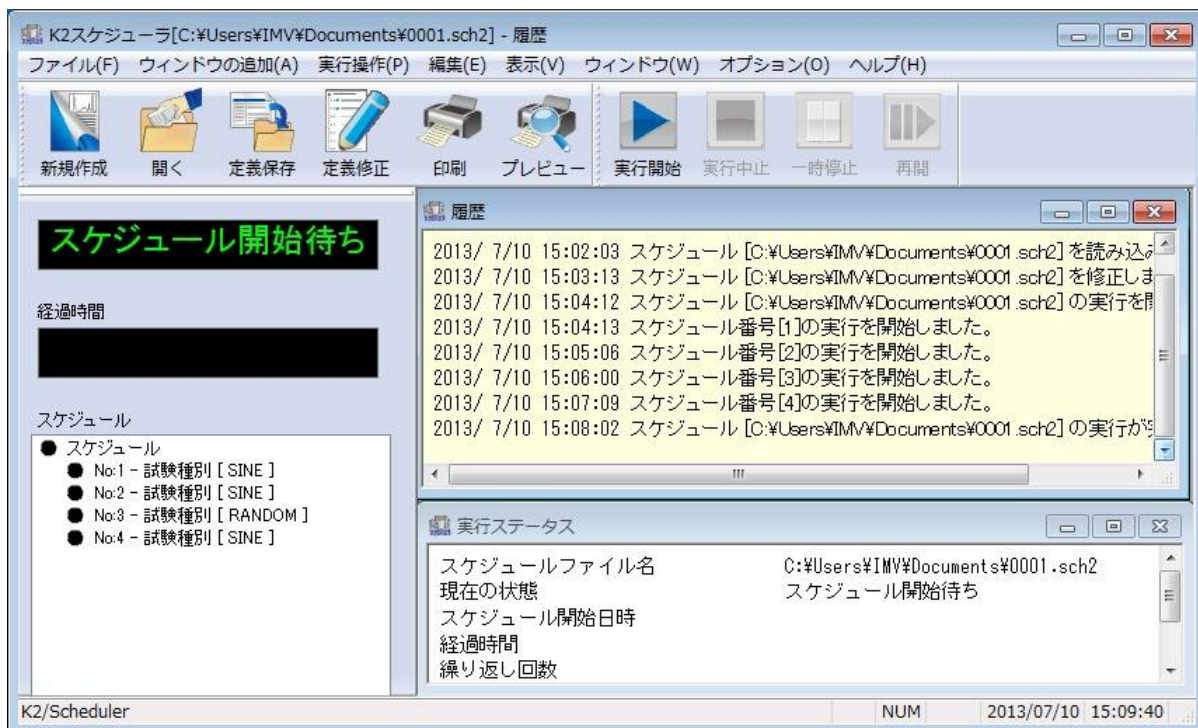 K2スケジューラ[C:¥Users¥IMV¥Documents¥0001.sch2] - 履歴
ファイル(F) ウィンドウの追加(A) 実行操作(P) 編集(E) 表示(V) ウィンドウ(W) オプション(O) ヘルプ(H)
新規作成 開く 定義保存 定義修正 印刷 プレビュー 実行開始 実行中止 一時停止 再開
スケジュール開始待ち
経過時間
スケジュール
スケジュール
No:1 - 試験種別 [ SINE ]
No:2 - 試験種別 [ SINE ]
No:3 - 試験種別 [ RANDOM ]
No:4 - 試験種別 [ SINE ]
履歴
2013/ 7/10 15:02:03 スケジュール [C:¥Users¥IMV¥Documents¥0001.sch2] を読み込み
2013/ 7/10 15:03:13 スケジュール [C:¥Users¥IMV¥Documents¥0001.sch2] を修正しま
2013/ 7/10 15:04:12 スケジュール [C:¥Users¥IMV¥Documents¥0001.sch2] の実行を開
2013/ 7/10 15:04:13 スケジュール番号[1]の実行を開始しました。
2013/ 7/10 15:05:06 スケジュール番号[2]の実行を開始しました。
2013/ 7/10 15:06:00 スケジュール番号[3]の実行を開始しました。
2013/ 7/10 15:07:09 スケジュール番号[4]の実行を開始しました。
2013/ 7/10 15:08:02 スケジュール [C:¥Users¥IMV¥Documents¥0001.sch2] の実行が
実行ステータス
スケジュールファイル名 C:¥Users¥IMV¥Documents¥0001.sch2
現在の状態 スケジュール開始待ち
スケジュール開始日時
経過時間
繰り返し回数
K2/Scheduler NUM 2013/07/10 15:09:40